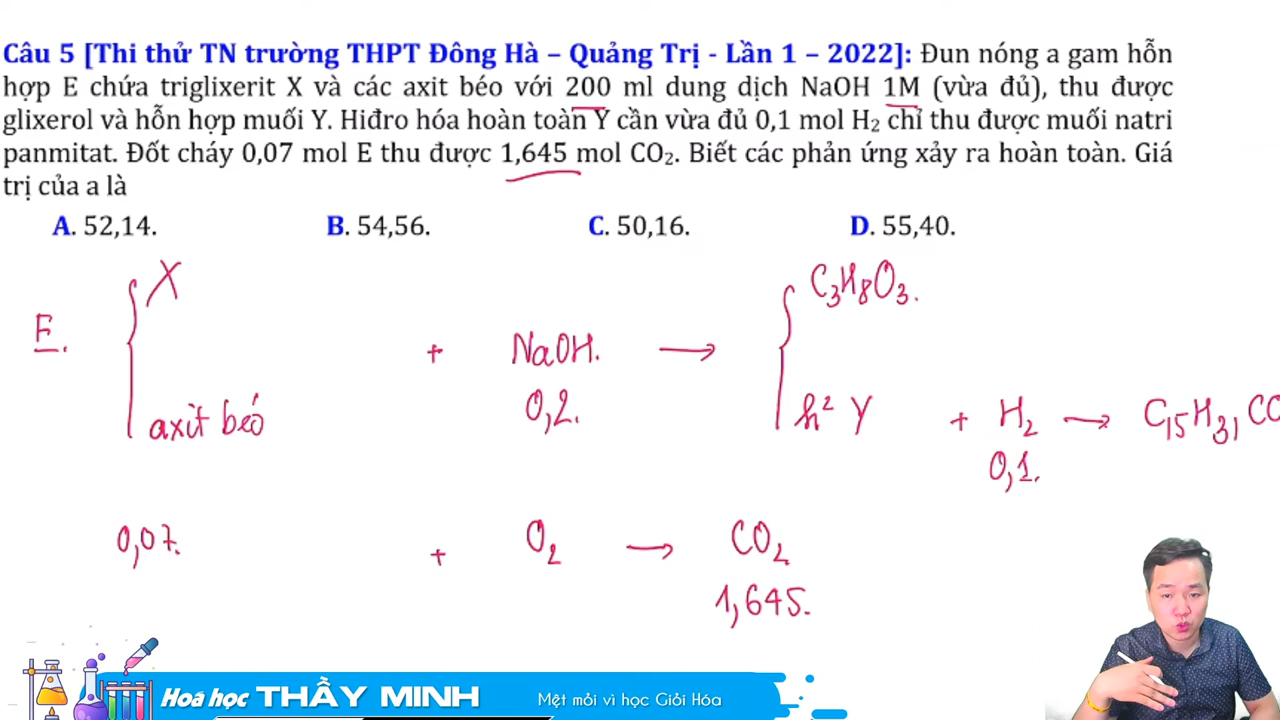 Câu 5 [Thi thử TN trường THPT Đông Hà – Quảng Trị - Lần 1 – 2022]: Đun nóng a gam hỗn
hợp E chứa triglixerit X và các axit béo với 200 ml dung dịch NaOH 1M (vừa đủ), thu được
glixerol và hỗn hợp muối Y. Hiđro hóa hoàn toàn Y cần vừa đủ 0,1 mol H₂ chỉ thu được muối natri
panmitat. Đốt cháy 0,07 mol E thu được 1,645 mol CO₂. Biết các phản ứng xảy ra hoàn toàn. Giá
trị của a là
A. 52,14. B. 54,56. C. 50,16. D. 55,40.
X C₃H₈O₃.
E. + NaOH. →
0,2.
axit béo h² Y + H₂ → C₁₅H₃₁CO
0,1.
0,07. + O₂ → CO₂
1,645.
Hoá học THẦY MINH Mệt mỏi vì học Giỏi Hóa